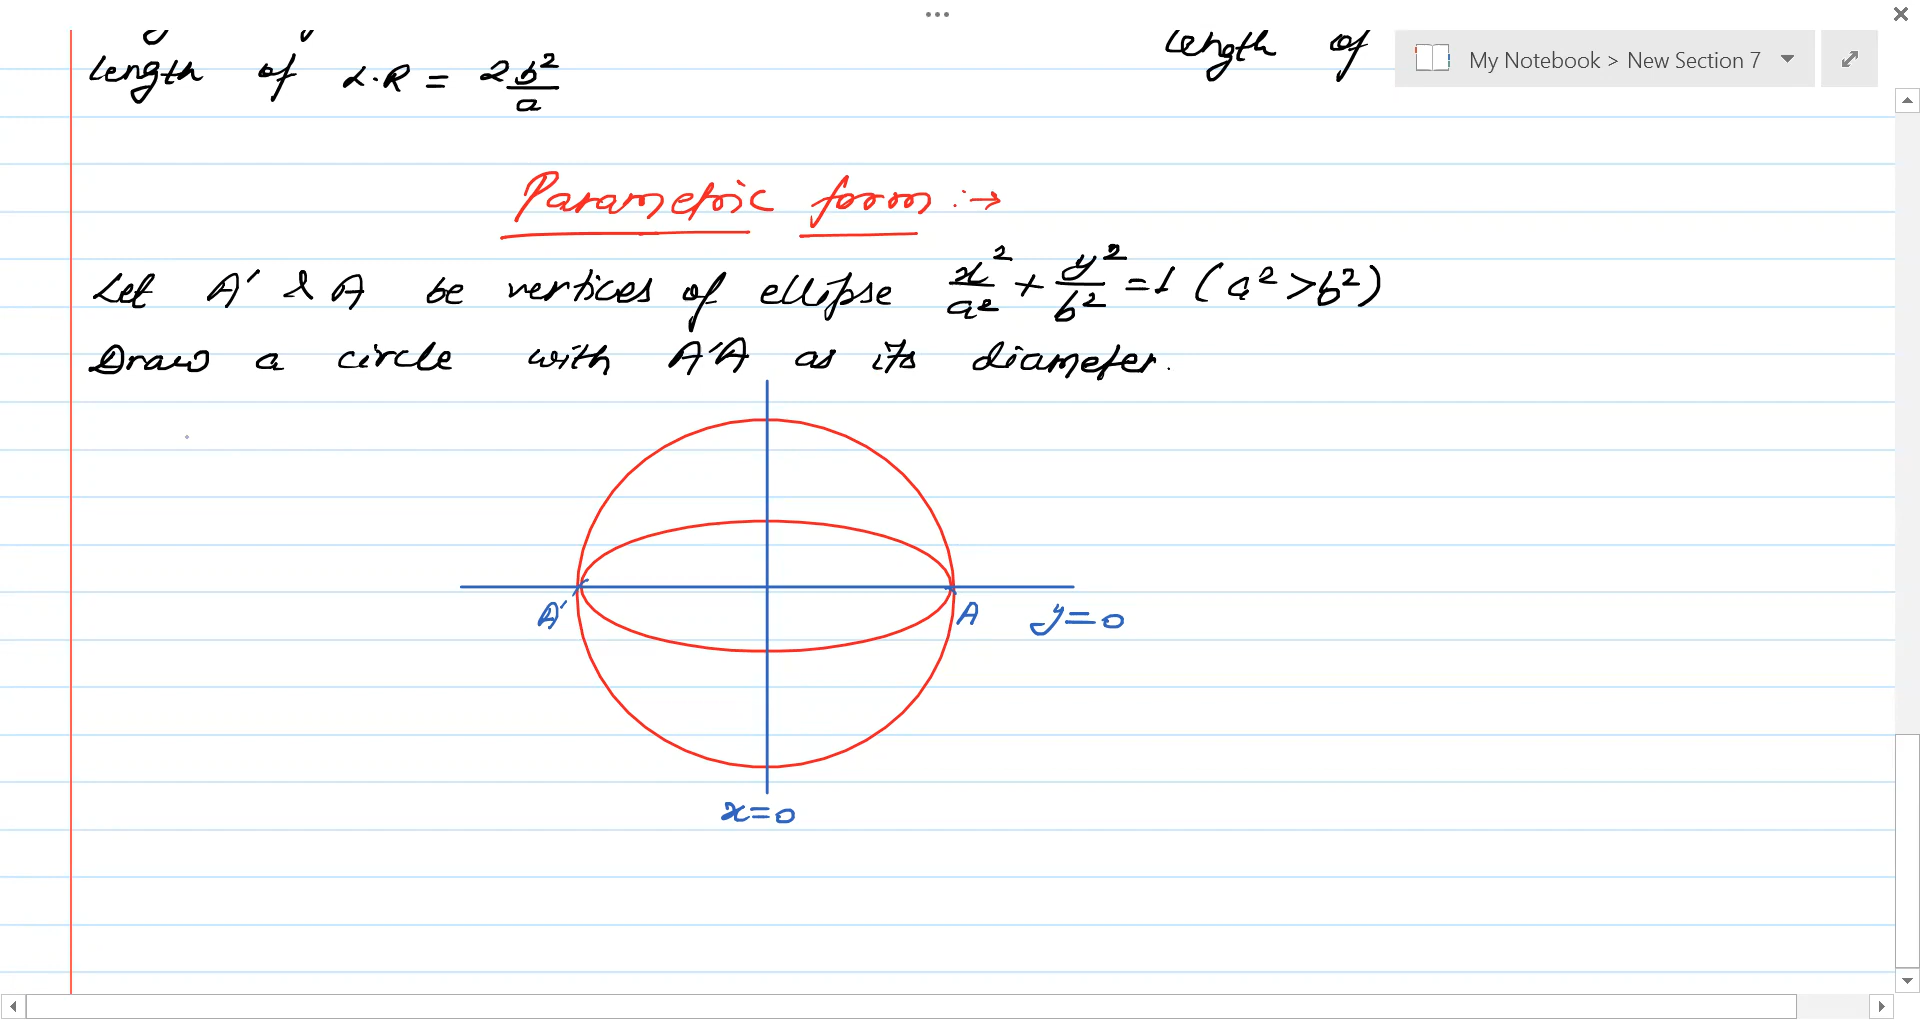 length of
My Notebook > New Section 7
length of L.R = 2b²/a
Parametric form :→
Let A' & A be vertices of ellipse x²/a² + y²/b² = 1 (a² > b²)
Draw a circle with A'A as its diameter.
A' A y=0
x=0